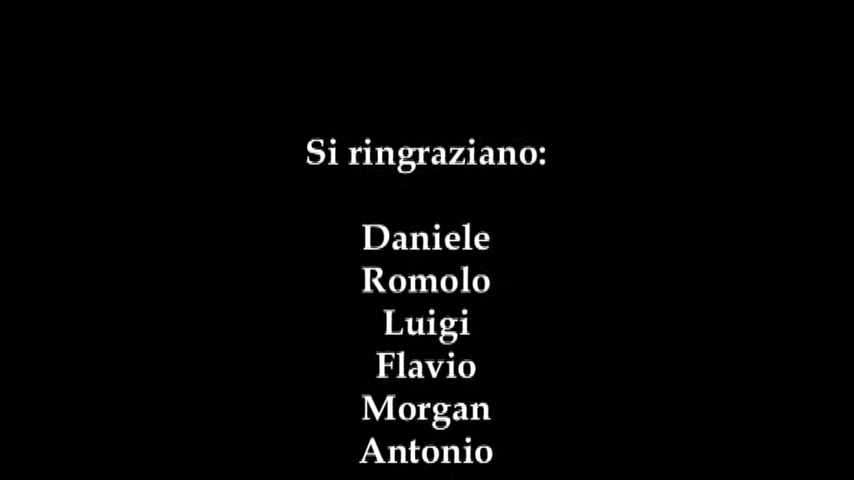 Si ringraziano:
Daniele
Romolo
Luigi
Flavio
Morgan
Antonio